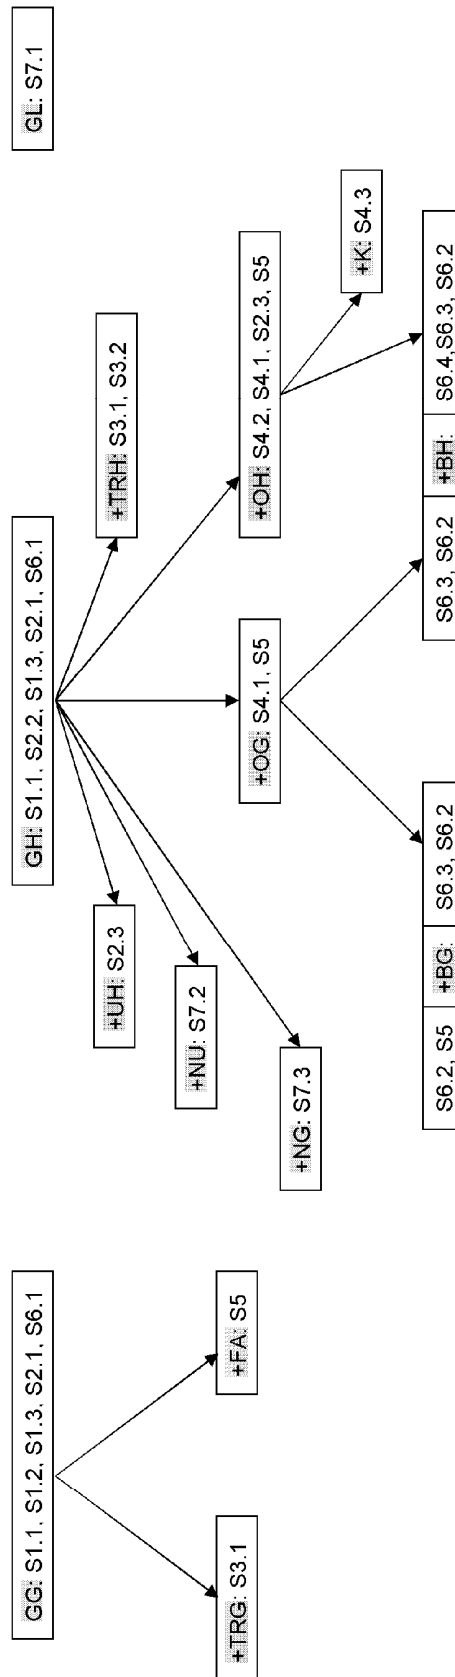 GG: S1.1, S1.2, S1.3, S2.1, S6.1
GH: S1.1, S2.2, S1.3, S2.1, S6.1
GL: S7.1
+UH: S2.3
+TRH: S3.1, S3.2
+NU: S7.2
+TRG: S3.1
+FA: S5
+OG: S4.1, S5
+OH: S4.2, S4.1, S2.3, S5
+NG: S7.3
+K: S4.3
S6.2, S5
+BG:
S6.3, S6.2
S6.3, S6.2
+BH:
S6.4,S6.3, S6.2